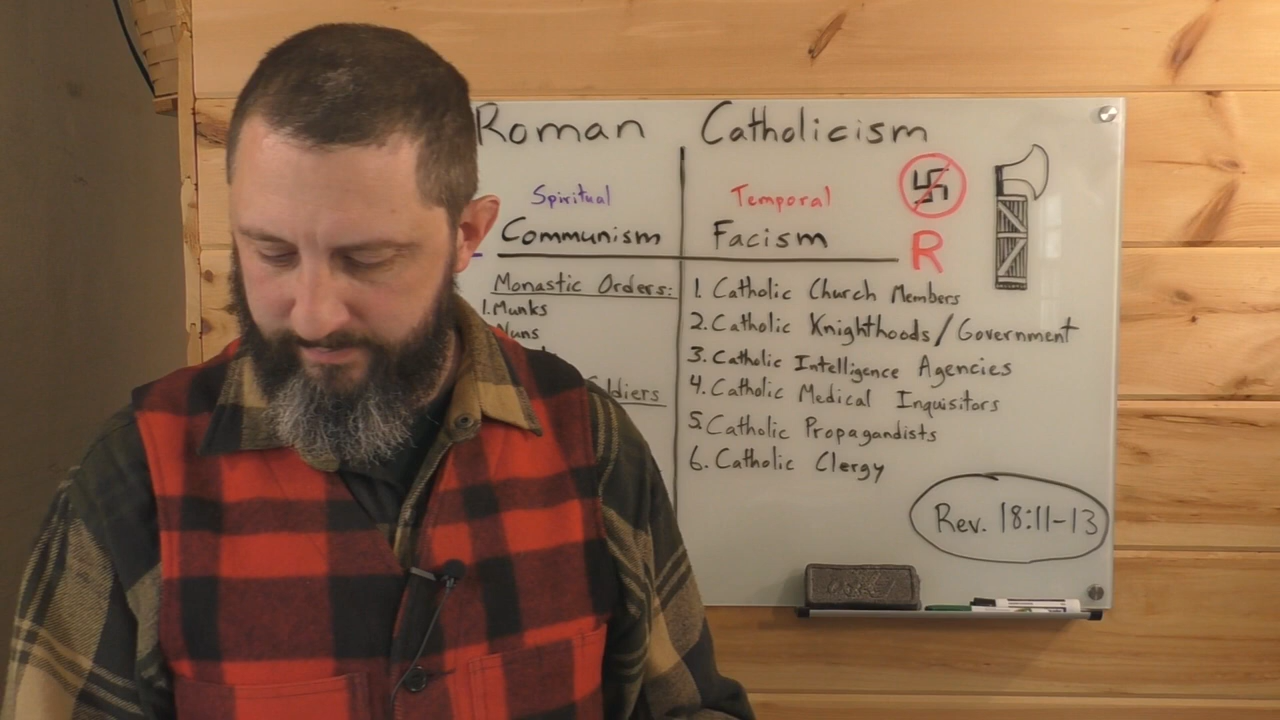 Roman Catholicism
Spiritual
Communism
Monastic Orders:
1. Munks
Nuns
Temporal
Facism
R
1. Catholic Church Members
2. Catholic Knighthoods/Government
3. Catholic Intelligence Agencies
4. Catholic Medical Inquisitors
5. Catholic Propagandists
6. Catholic Clergy
Rev. 18:11-13